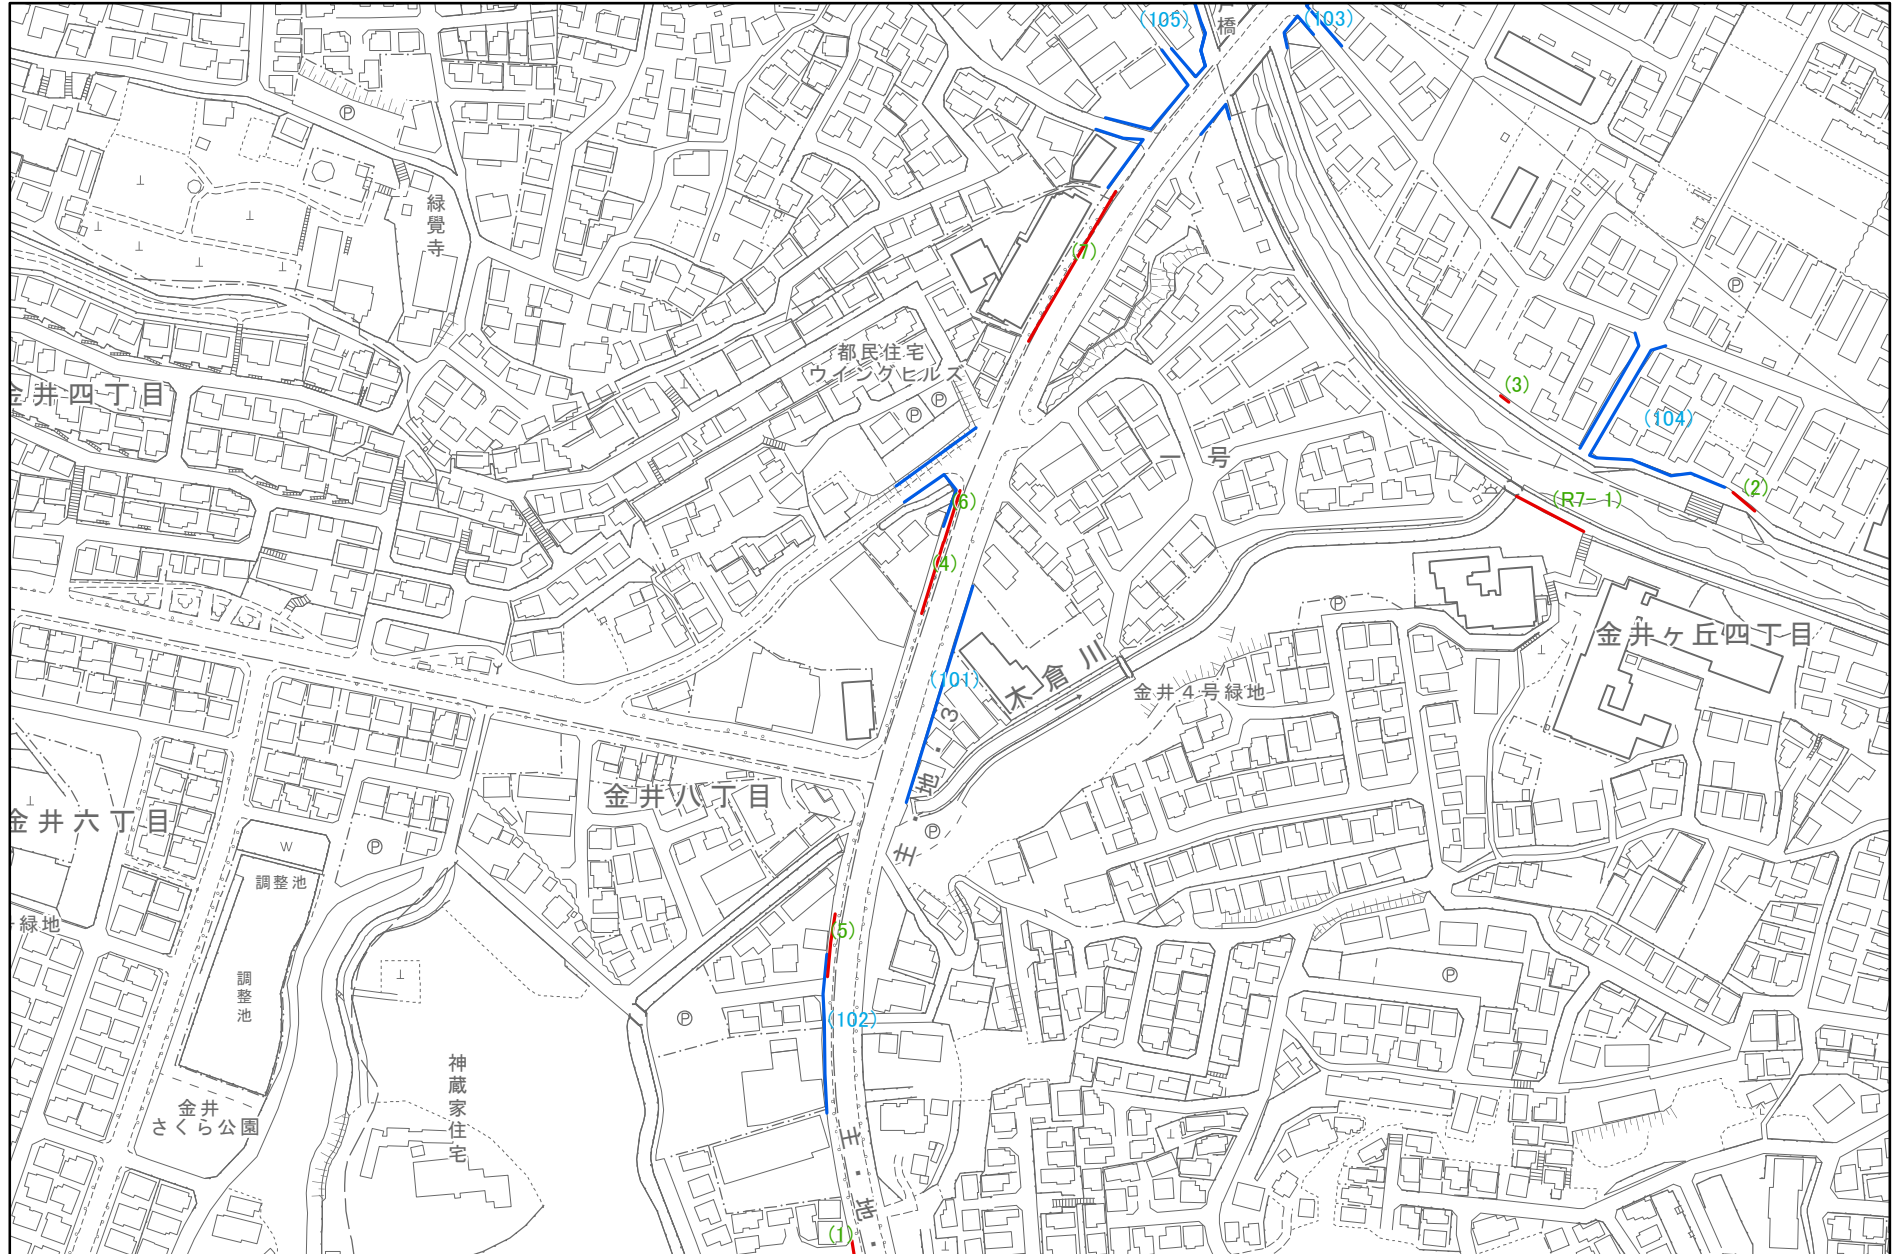 (105)
戸橋
(103)
Ⓟ
緑覺寺
(7)
Ⓟ
都民住宅
ウイングヒルズ
金井四丁目
Ⓟ Ⓟ
(3)
(104)
一号
(6)
(R7-1)
(2)
(4)
Ⓟ
金井ヶ丘四丁目
(101)
木倉川
金井4号緑地
3
主・地・
金井八丁目
金井六丁目
Ⓟ
Ⓟ
W
調整池
緑地
(5)
調整池
Ⓟ
Ⓟ
(102)
神蔵家住宅
金井
さくら公園
主・地・
(1)